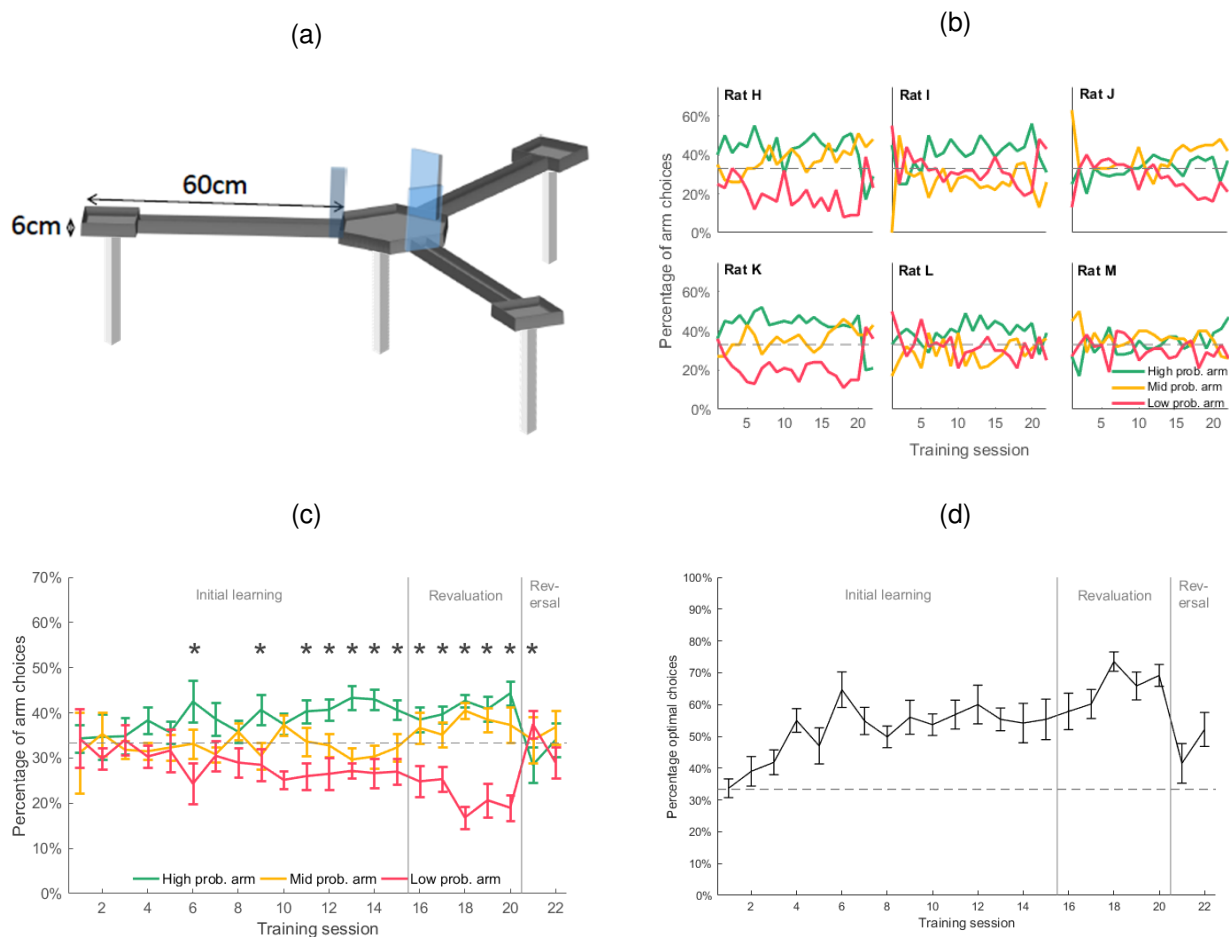 (a)
60cm
6cm
(b)
Rat H
Rat I
Rat J
60%
40%
20%
0%
Rat K
Rat L
Rat M
60%
40%
20%
0%
High prob. arm
Mid prob. arm
Low prob. arm
5 10 15 20
5 10 15 20
5 10 15 20
Percentage of arm choices
Training session
(c)
70%
60%
50%
40%
30%
20%
10%
0%
Initial learning
Revaluation
Rev-
ersal
* * * * * * * * * * * * *
High prob. arm Mid prob. arm Low prob. arm
2 4 6 8 10 12 14 16 18 20 22
Percentage of arm choices
Training session
(d)
100%
90%
80%
70%
60%
50%
40%
30%
20%
10%
0%
Initial learning
Revaluation
Rev-
ersal
2 4 6 8 10 12 14 16 18 20 22
Percentage optimal choices
Training session